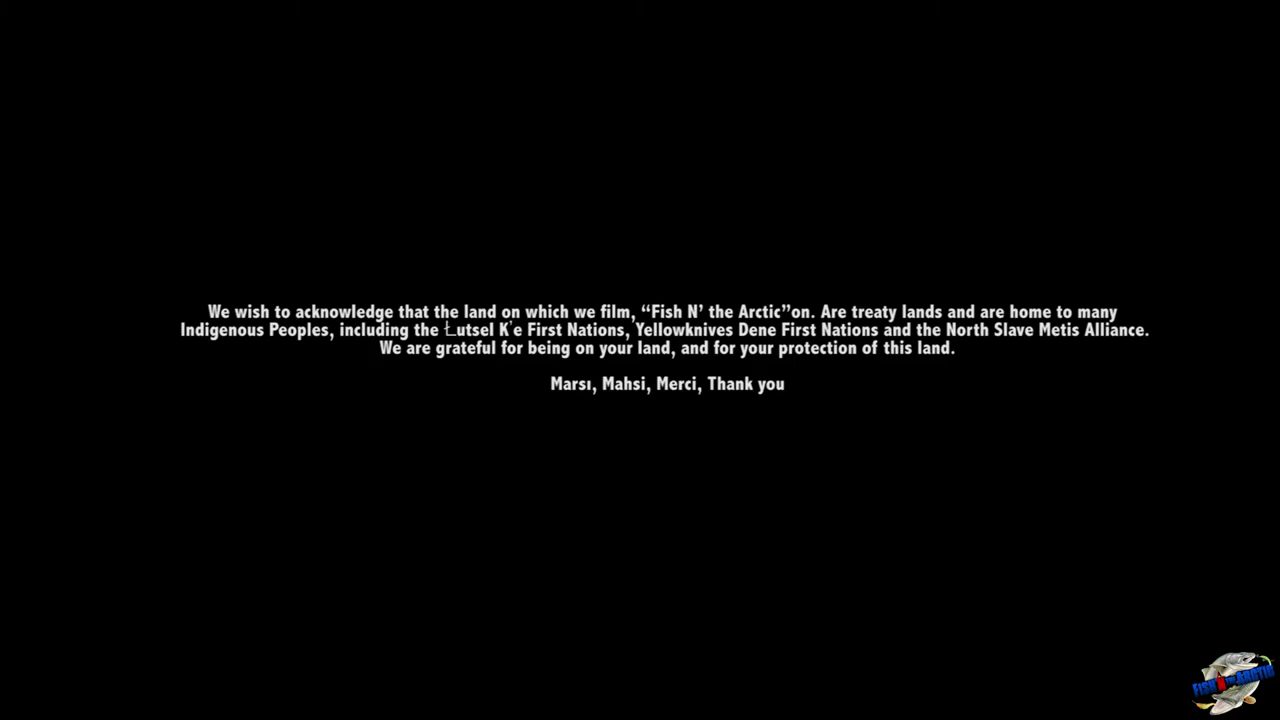 We wish to acknowledge that the land on which we film, “Fish N’ the Arctic”on. Are treaty lands and are home to many
Indigenous Peoples, including the Łutsel K’e First Nations, Yellowknives Dene First Nations and the North Slave Metis Alliance.
We are grateful for being on your land, and for your protection of this land.
Marsı, Mahsi, Merci, Thank you
FISH N THE ARCTIC